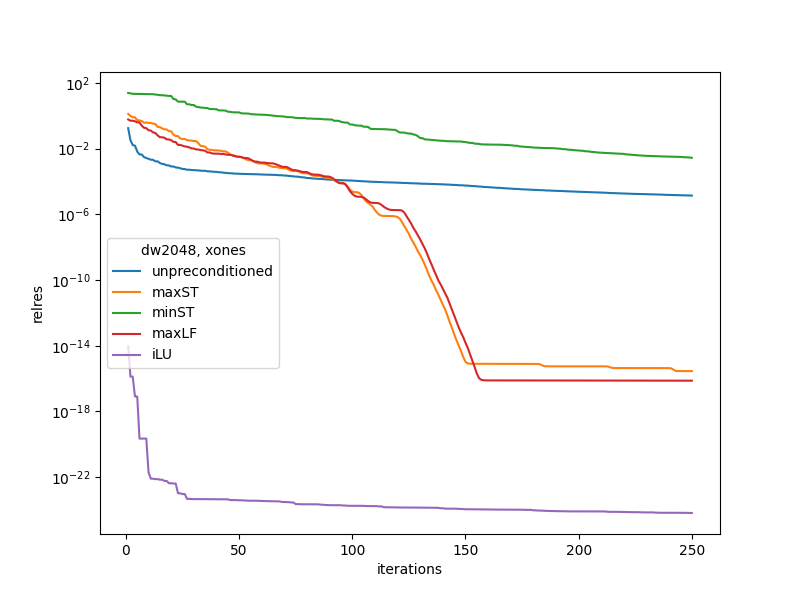 10^2
10^-2
10^-6
10^-10
10^-14
10^-18
10^-22
relres
dw2048, xones
unpreconditioned
maxST
minST
maxLF
iLU
0 50 100 150 200 250
iterations